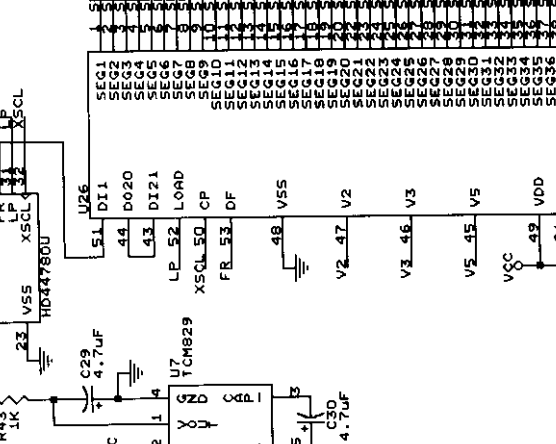 SEG1
SEG2
SEG3
SEG4
SEG5
SEG6
SEG7
SEG8
SEG9
SEG10
SEG11
SEG12
SEG13
SEG14
SEG15
SEG16
SEG17
SEG18
SEG19
SEG20
SEG21
SEG22
SEG23
SEG24
SEG25
SEG26
SEG27
SEG28
SEG29
SEG30
SEG31
SEG32
SEG33
SEG34
SEG35
SEG36
LP
XSCL
31
32
FR
LP
XSCL
VSS
HD44780U
23
U26
DI1
DO20
DI21
LOAD
CP
DF
VSS
V2
V3
V5
VDD
51
44
43
52
50
53
48
47
46
45
49
LP
XSCL
FR
V2
V3
V5
VCC
R43
1K
C29
4.7uF
U7
TCM829
4
GND
CAP-
3
1
VOUT
2
C30
4.7uF
5
C